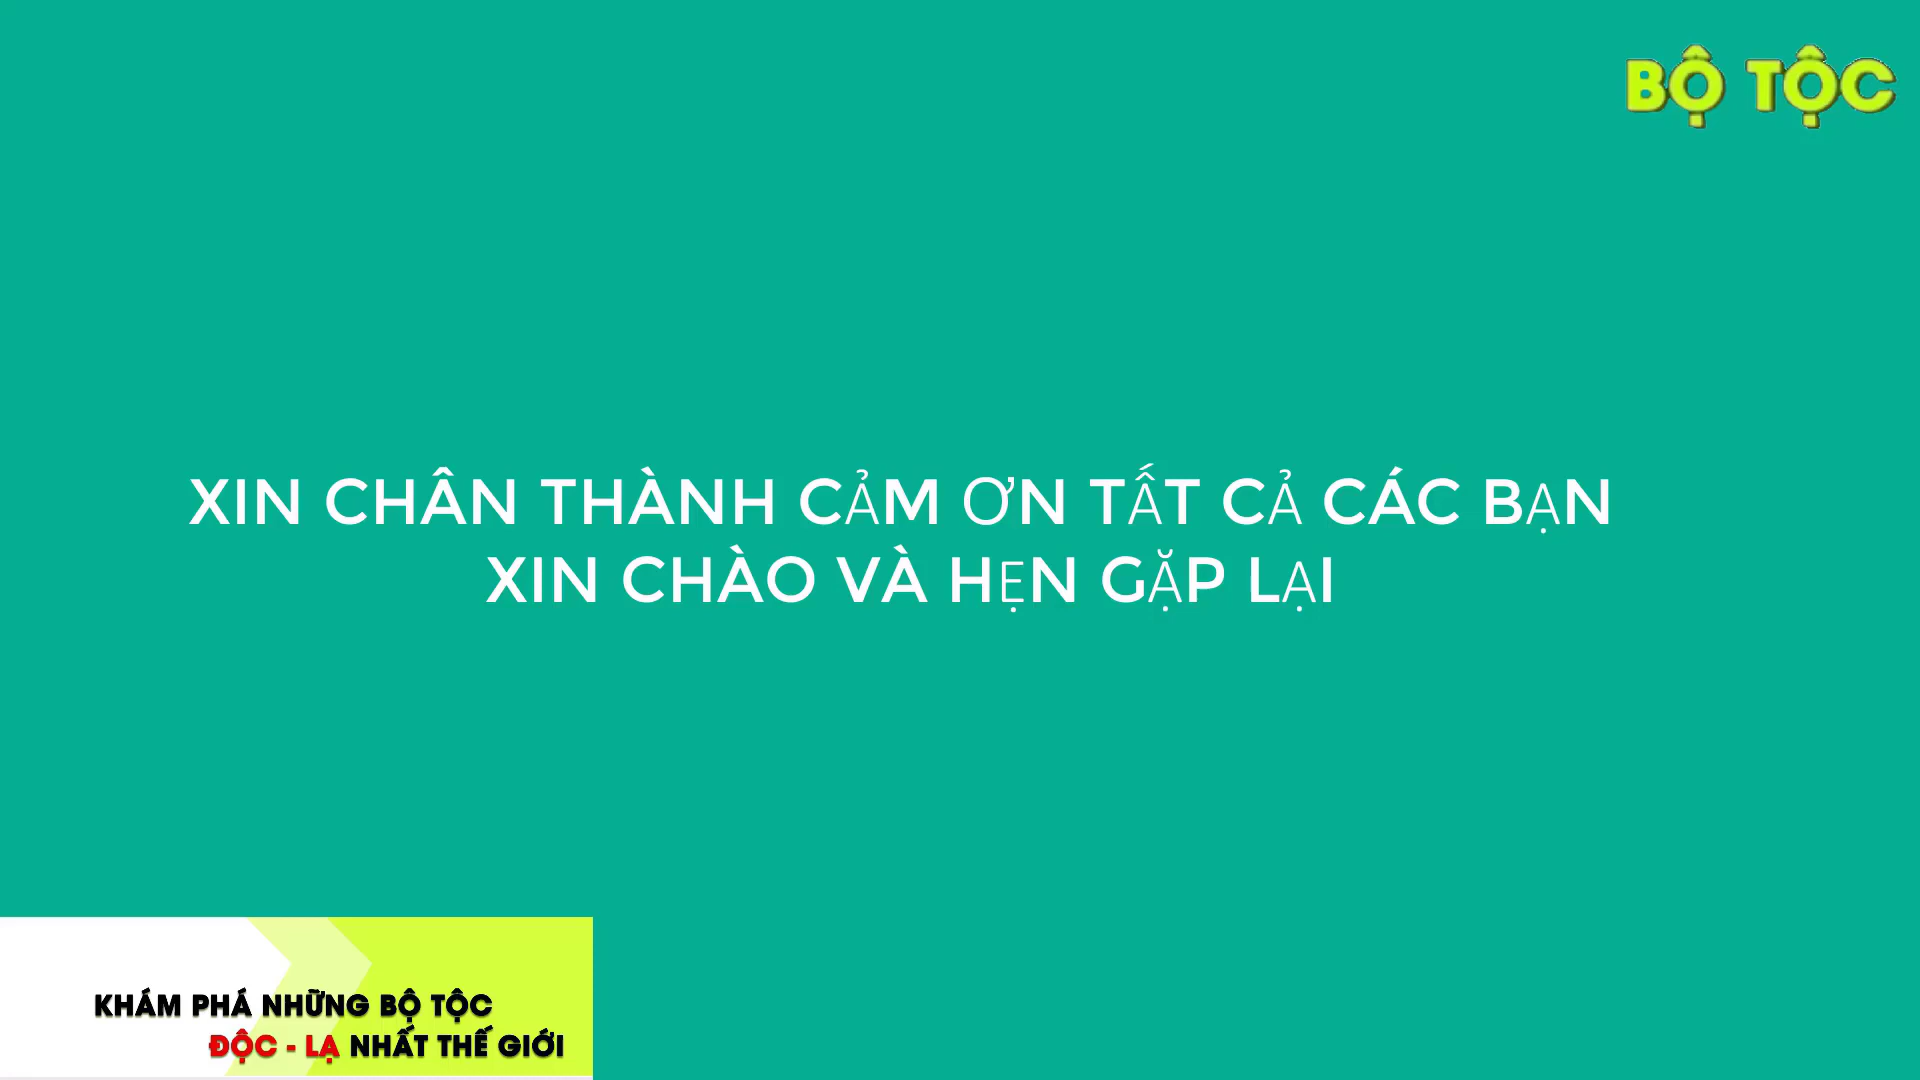 BỘ TỘC
XIN CHÂN THÀNH CẢM ƠN TẤT CẢ CÁC BẠN
XIN CHÀO VÀ HẸN GẶP LẠI
KHÁM PHÁ NHỮNG BỘ TỘC
ĐỘC - LẠ NHẤT THẾ GIỚI